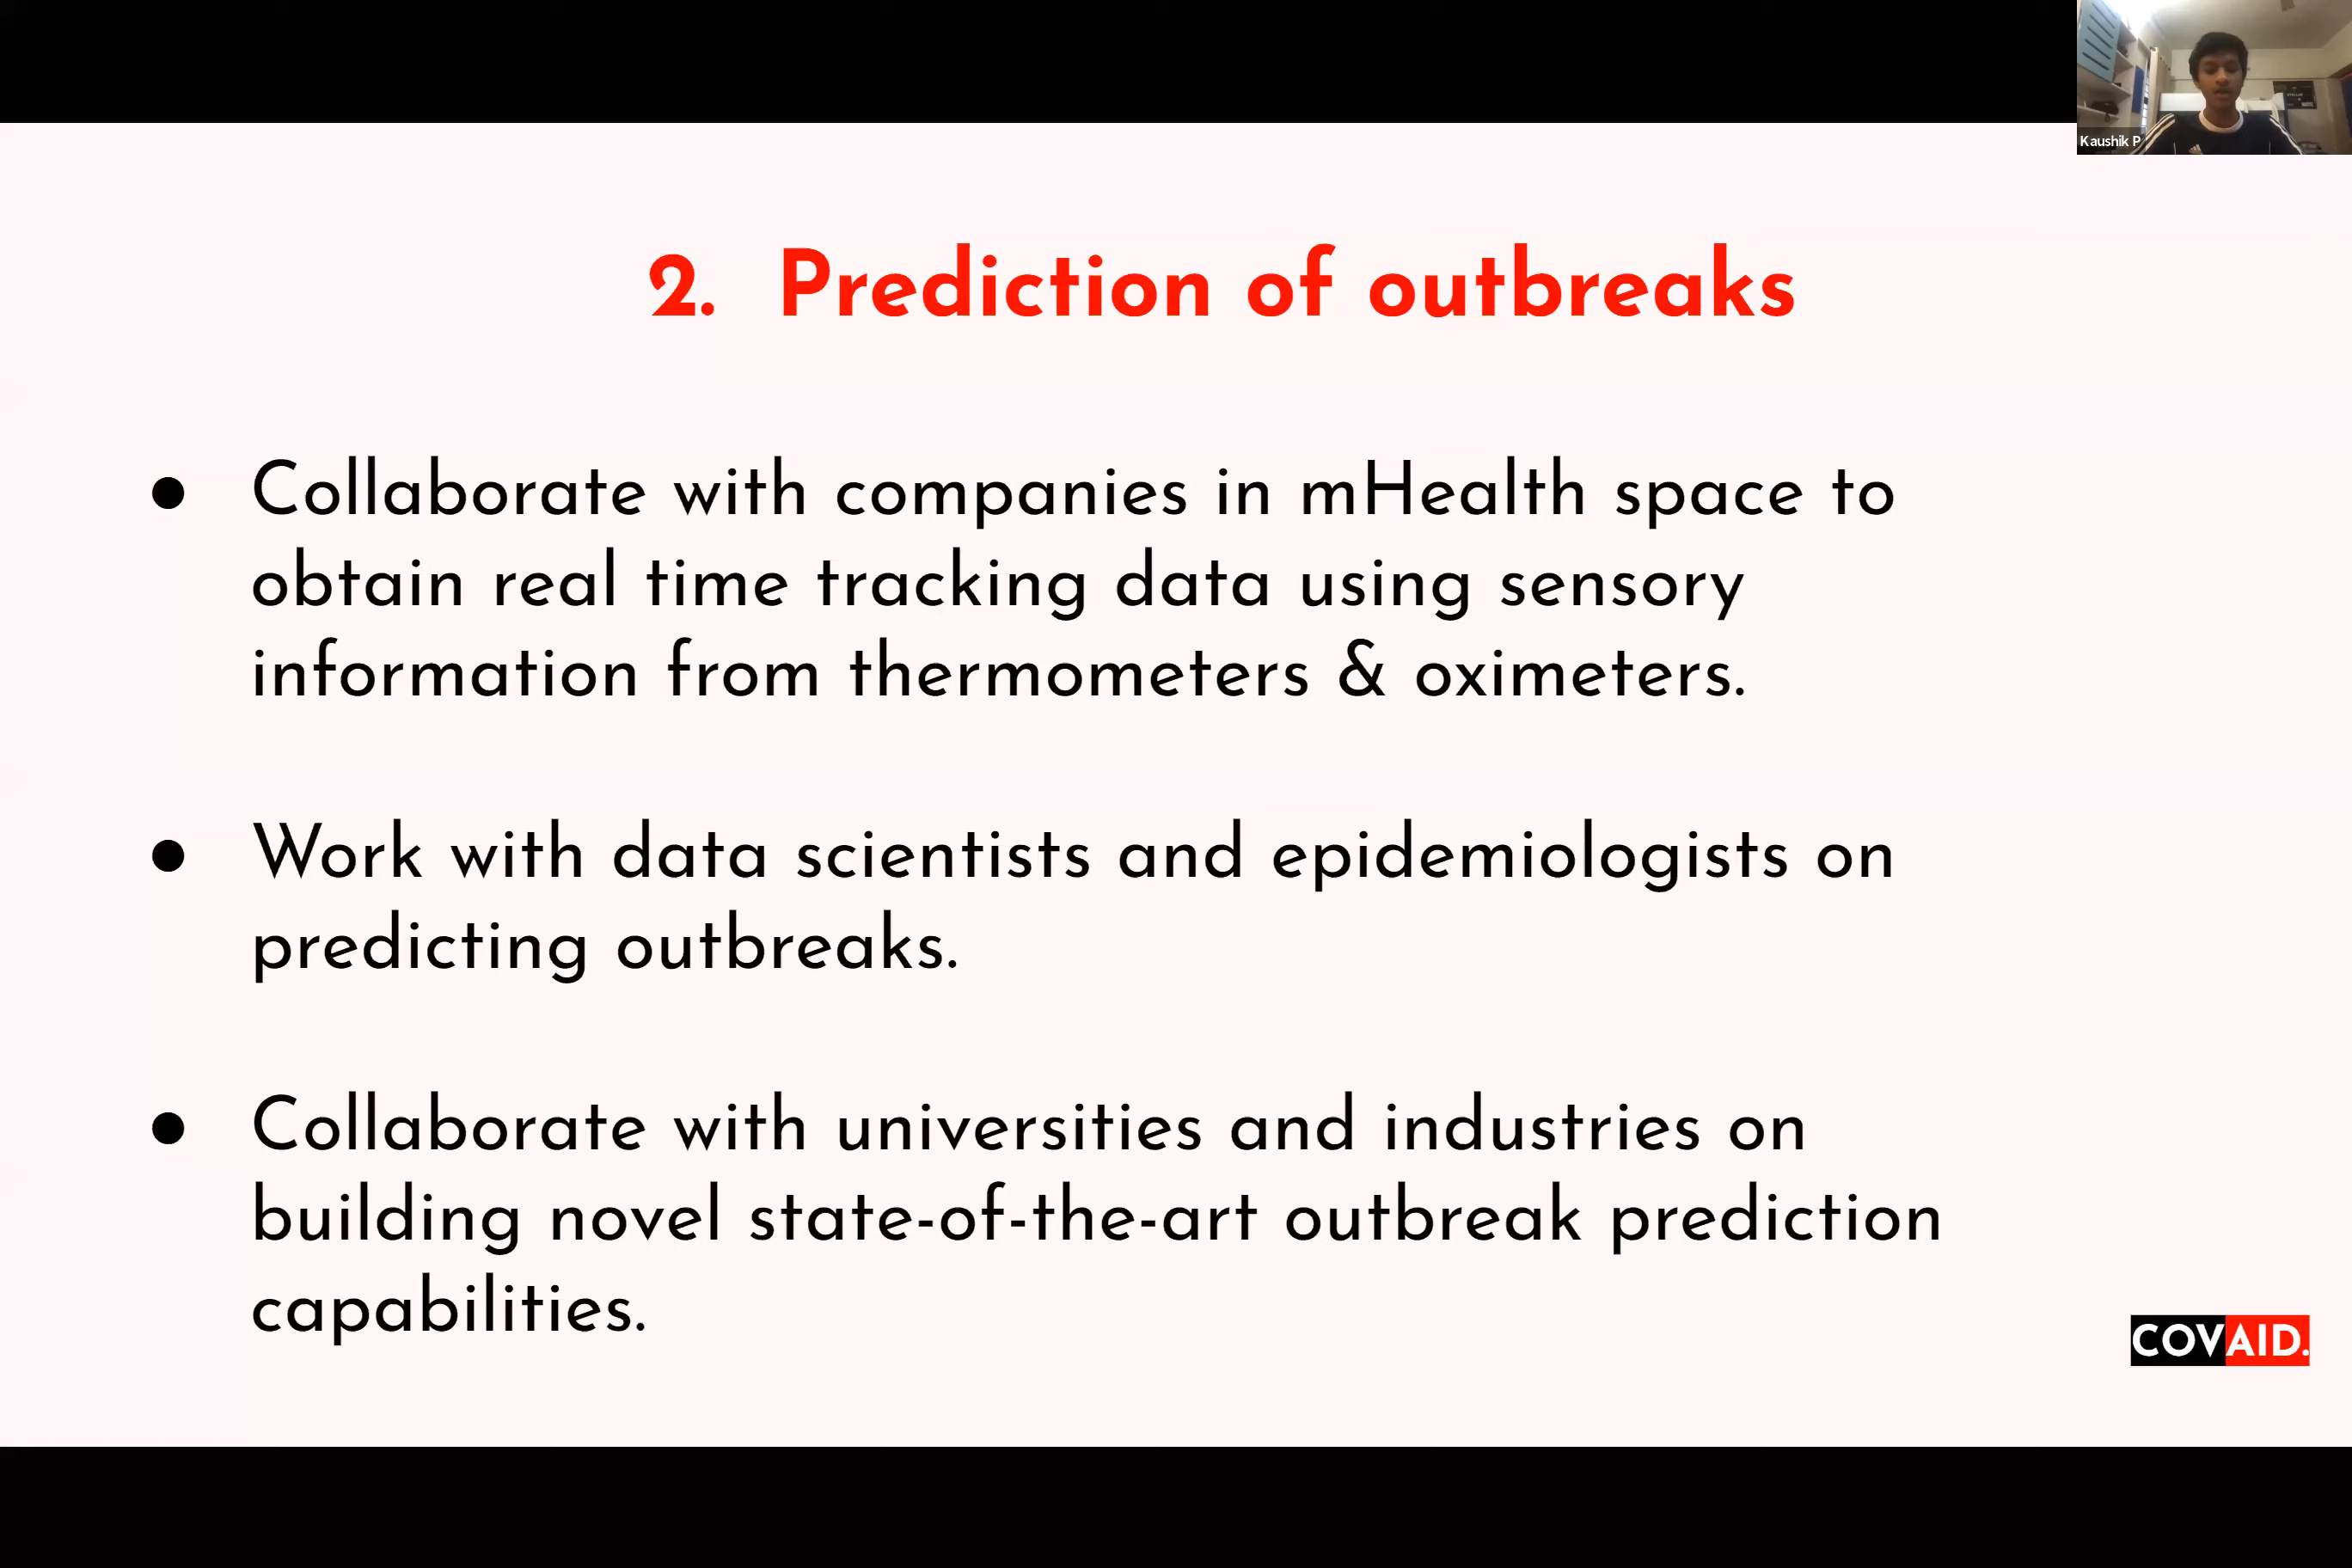 Kaushik P
2. Prediction of outbreaks
● Collaborate with companies in mHealth space to
obtain real time tracking data using sensory
information from thermometers & oximeters.
● Work with data scientists and epidemiologists on
predicting outbreaks.
● Collaborate with universities and industries on
building novel state-of-the-art outbreak prediction
capabilities.
COVAID.